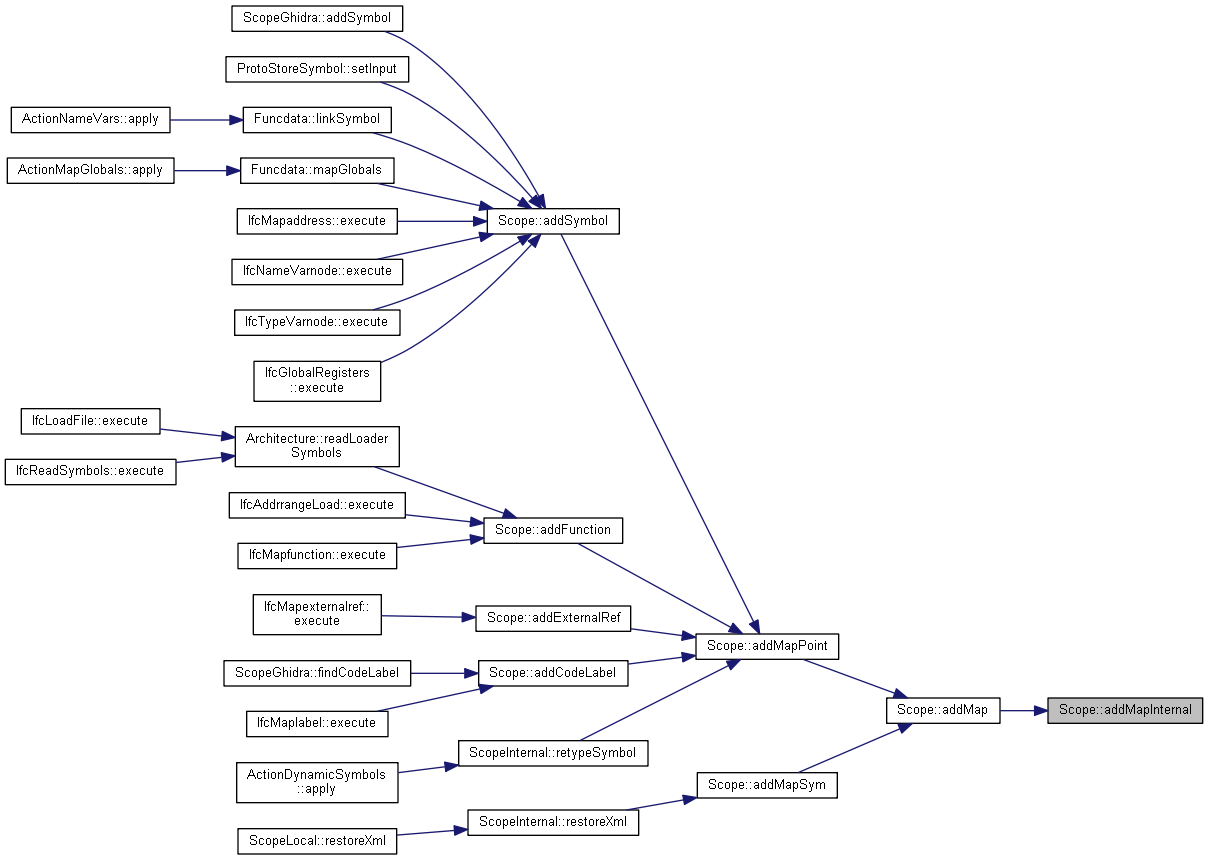 ScopeGhidra::addSymbol
ProtoStoreSymbol::setInput
ActionNameVars::apply
Funcdata::linkSymbol
ActionMapGlobals::apply
Funcdata::mapGlobals
IfcMapaddress::execute
Scope::addSymbol
IfcNameVarnode::execute
IfcTypeVarnode::execute
IfcGlobalRegisters
::execute
IfcLoadFile::execute
Architecture::readLoader
Symbols
IfcReadSymbols::execute
IfcAddrrangeLoad::execute
Scope::addFunction
IfcMapfunction::execute
IfcMapexternalref::
execute
Scope::addExternalRef
Scope::addMapPoint
ScopeGhidra::findCodeLabel
Scope::addCodeLabel
IfcMaplabel::execute
Scope::addMap
Scope::addMapInternal
ScopeInternal::retypeSymbol
ActionDynamicSymbols
::apply
Scope::addMapSym
ScopeInternal::restoreXml
ScopeLocal::restoreXml